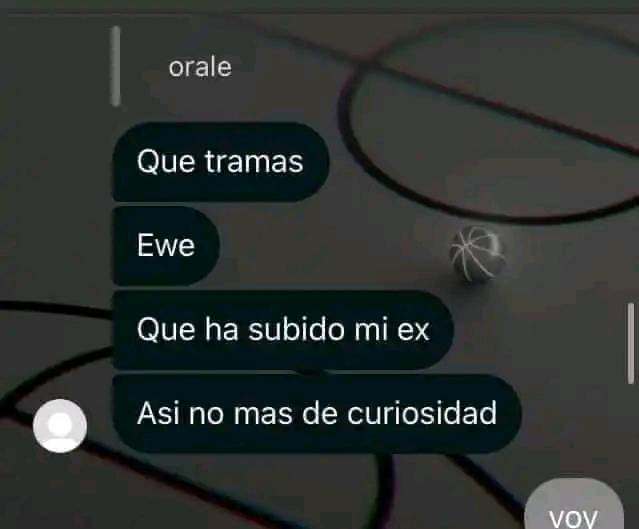 orale
Que tramas
Ewe
Que ha subido mi ex
Asi no mas de curiosidad
voy